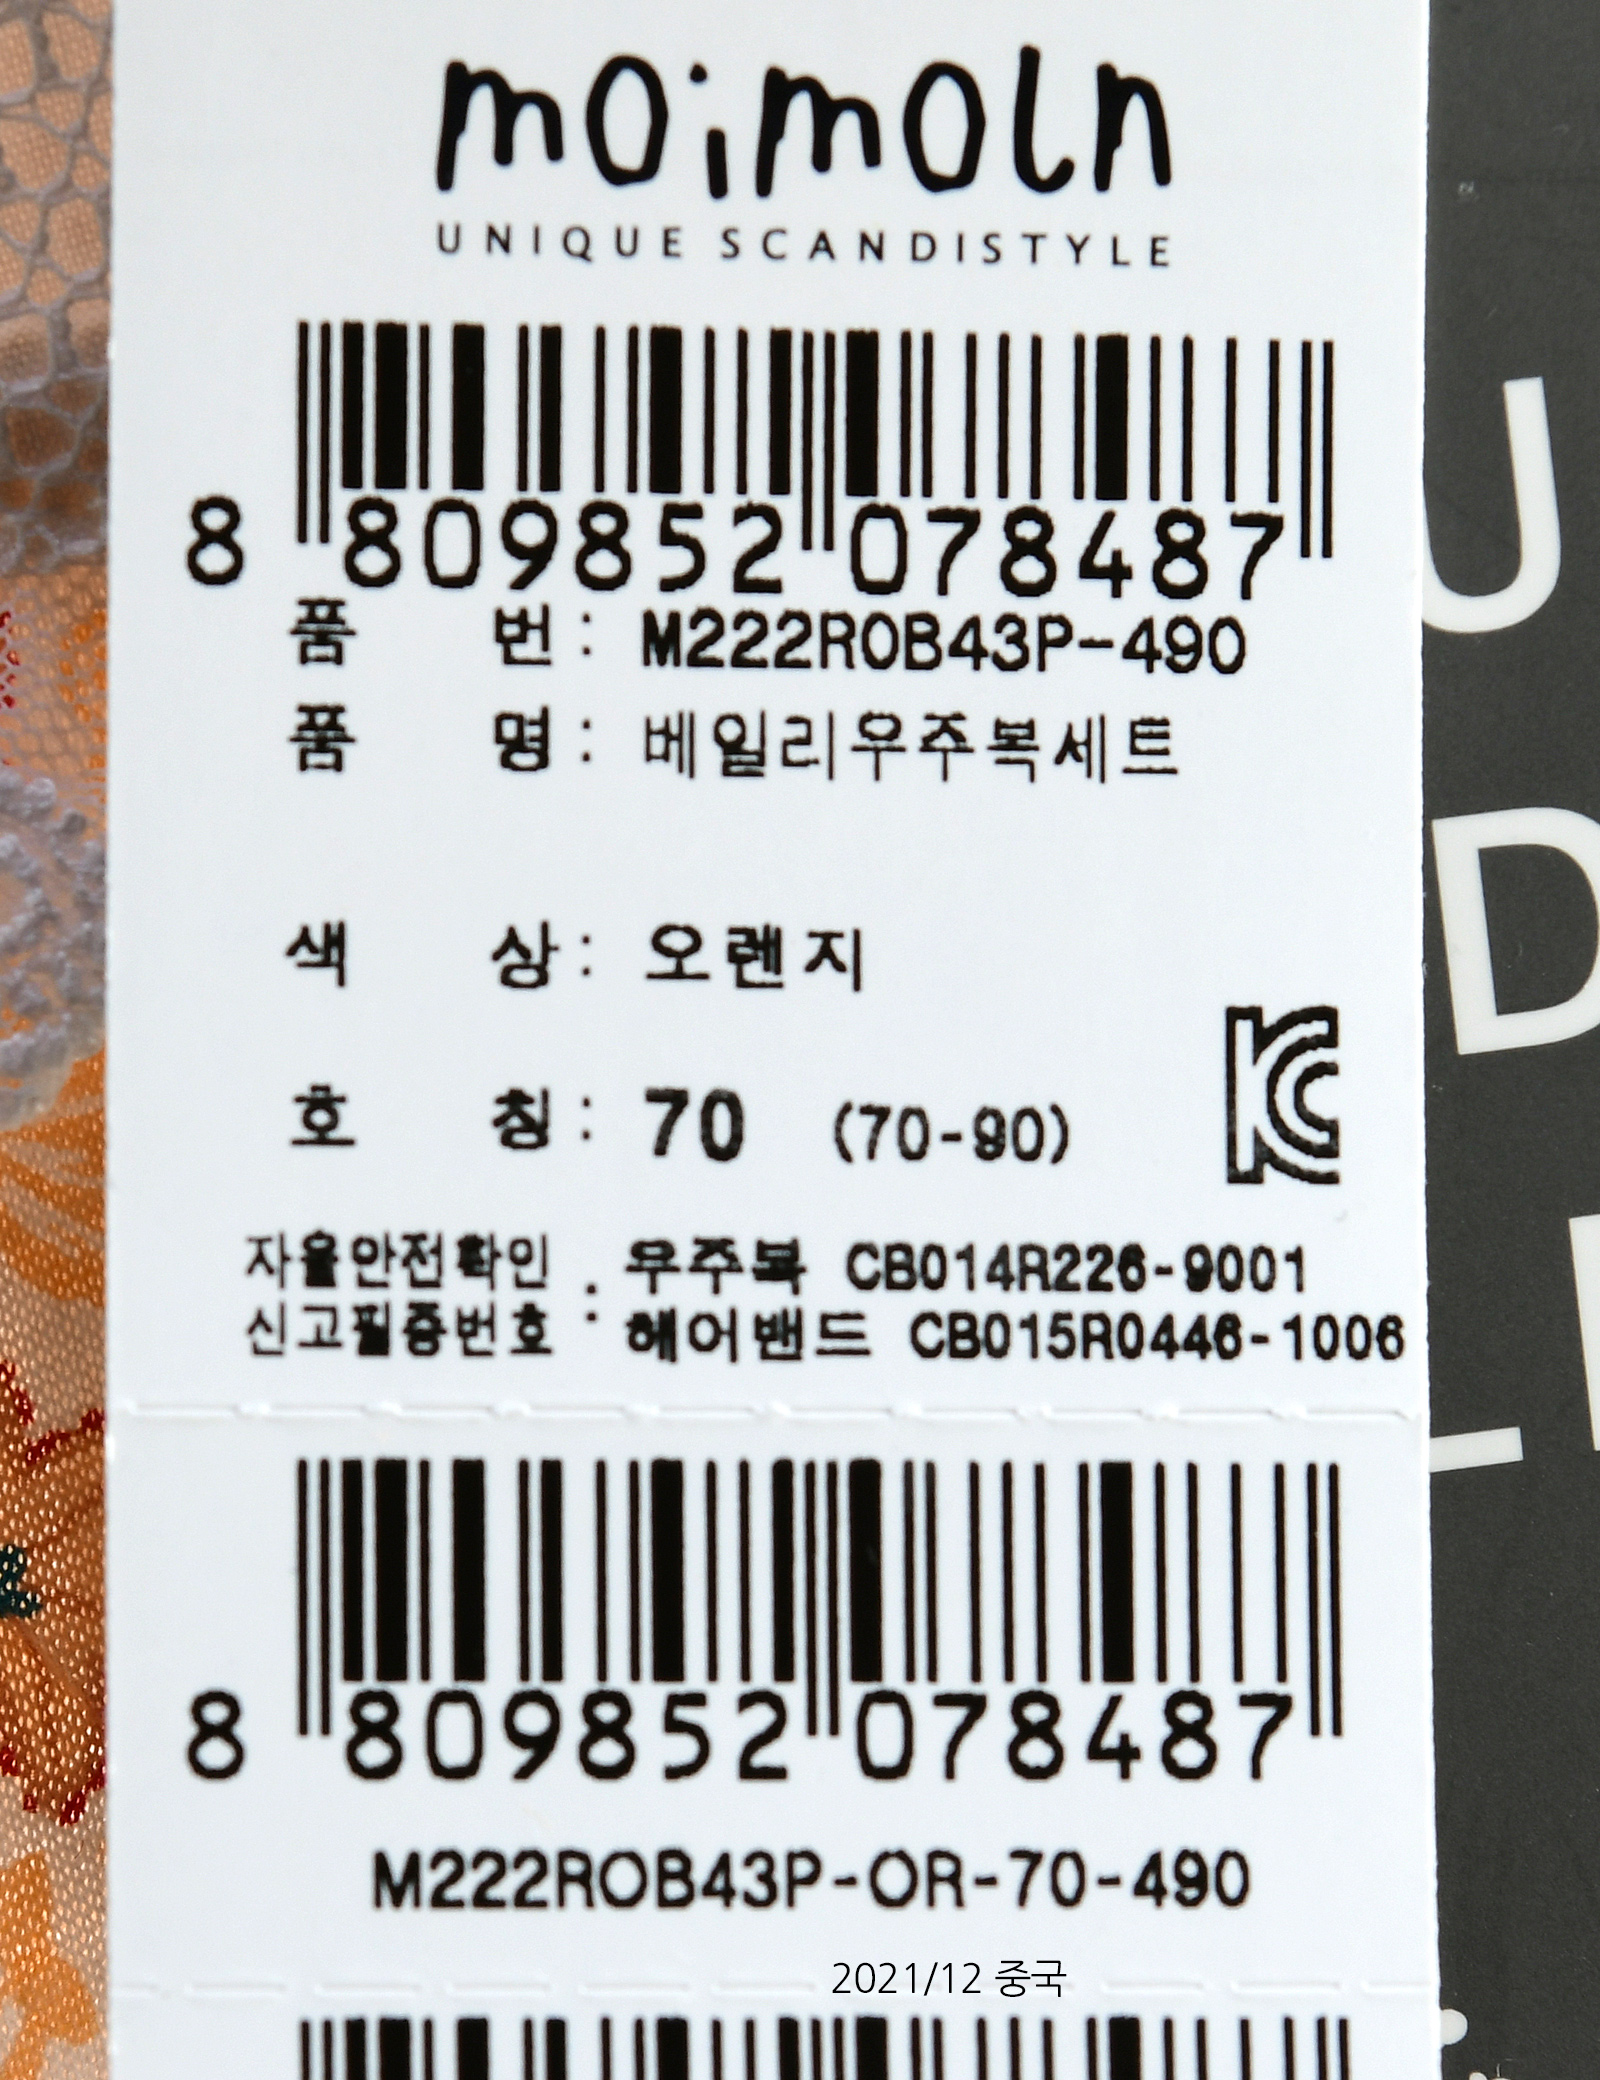 moimoln
UNIQUE SCANDISTYLE
8 809852 078487
품 번 : M222ROB43P-490
품 명 : 베일리우주복세트
색 상 : 오렌지
호 칭 : 70 (70-90)
자율안전확인 신고필증번호 : 우주복 CB014R226-9001
헤어밴드 CB015R0446-1006
8 809852 078487
M222ROB43P-OR-70-490
2021/12 중국
U
D